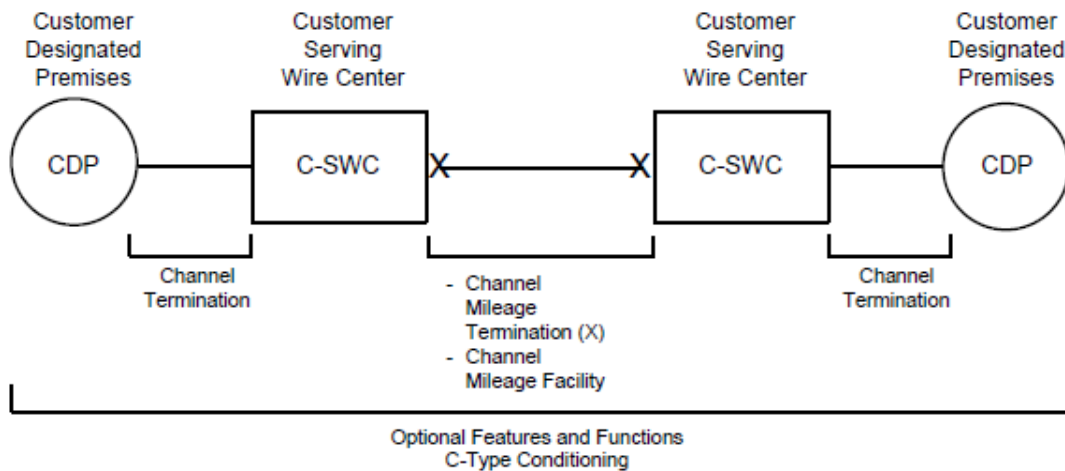 Customer
Designated
Premises
Customer
Serving
Wire Center
Customer
Serving
Wire Center
Customer
Designated
Premises
CDP
C-SWC
X
X
C-SWC
CDP
Channel
Termination
- Channel
Mileage
Termination (X)
- Channel
Mileage Facility
Channel
Termination
Optional Features and Functions
C-Type Conditioning